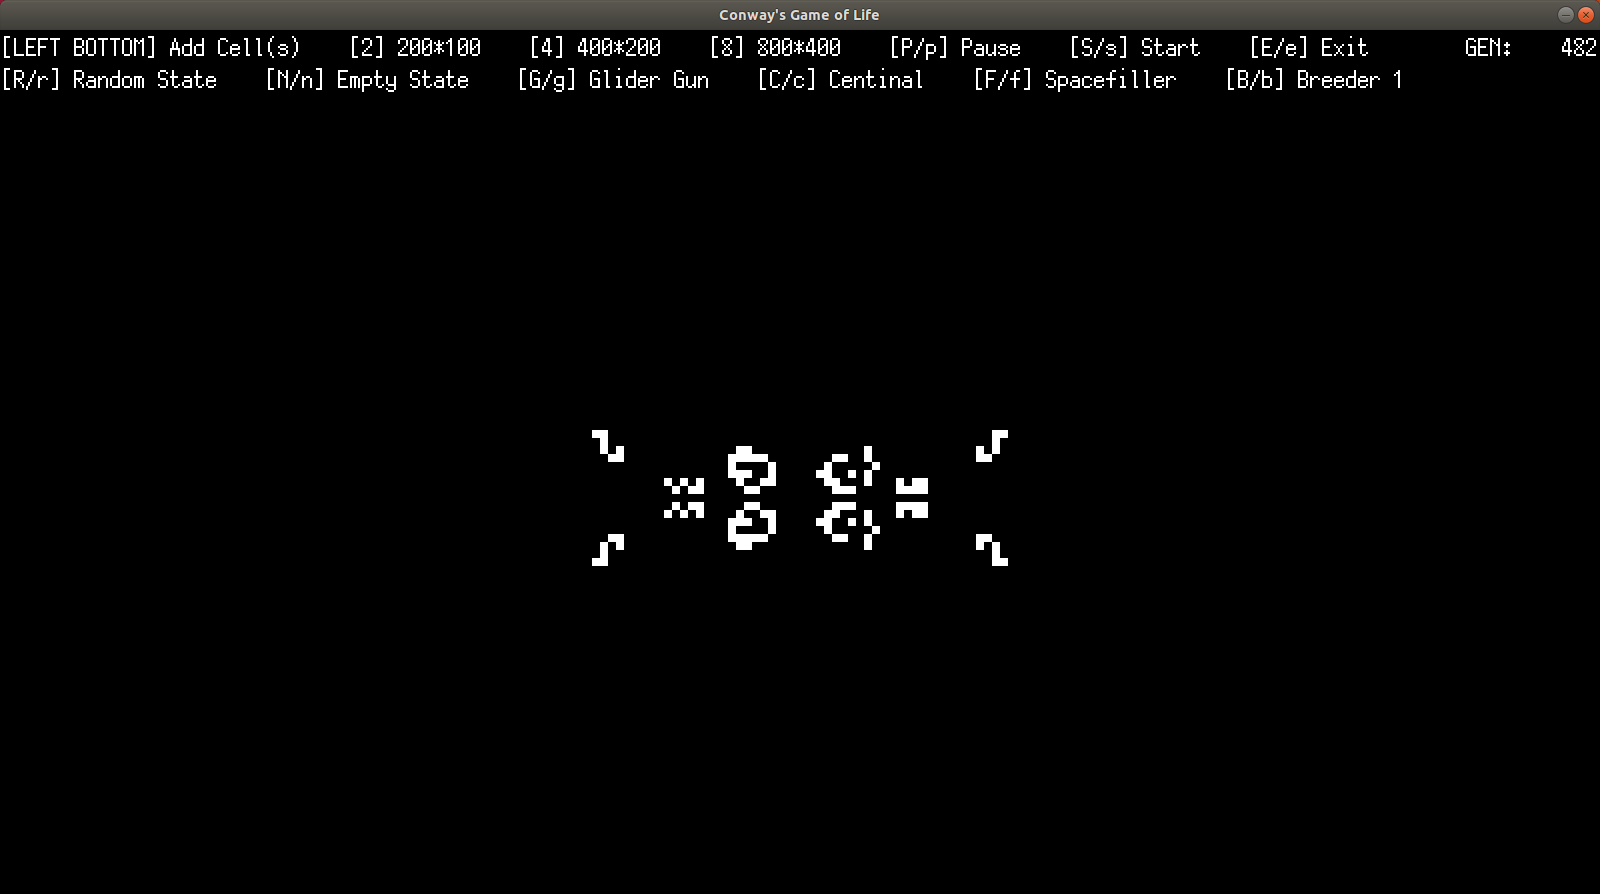 Conway's Game of Life
[LEFT BOTTOM] Add Cell(s) [2] 200*100 [4] 400*200 [8] 800*400 [P/p] Pause [S/s] Start [E/e] Exit GEN: 482
[R/r] Random State [N/n] Empty State [G/g] Glider Gun [C/c] Centinal [F/f] Spacefiller [B/b] Breeder 1